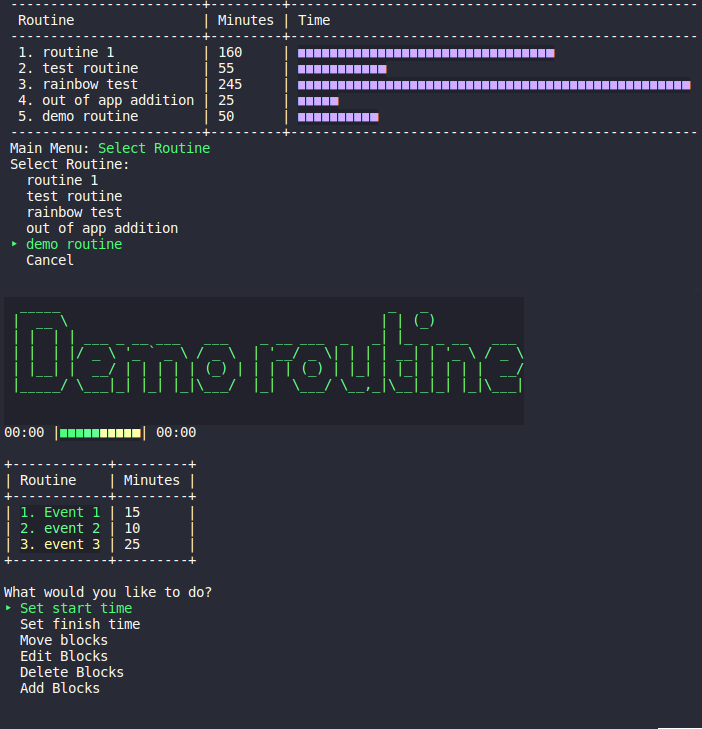 -------------------------+---------+---------------------------------------------------
 Routine                 | Minutes | Time
-------------------------+---------+---------------------------------------------------
 1. routine 1            | 160     | ■■■■■■■■■■■■■■■■■■■■■■■■■■■■■■■■
 2. test routine         | 55      | ■■■■■■■■■■■
 3. rainbow test         | 245     | ■■■■■■■■■■■■■■■■■■■■■■■■■■■■■■■■■■■■■■■■■■■■■■■■■
 4. out of app addition  | 25      | ■■■■■
 5. demo routine         | 50      | ■■■■■■■■■■
-------------------------+---------+---------------------------------------------------
Main Menu: Select Routine
Select Routine:
  routine 1
  test routine
  rainbow test
  out of app addition
‣ demo routine
  Cancel
Demo routine
00:00 |■■■■■■■■■■| 00:00
+------------+---------+
| Routine    | Minutes |
+------------+---------+
| 1. Event 1 | 15      |
| 2. event 2 | 10      |
| 3. event 3 | 25      |
+------------+---------+
What would you like to do?
‣ Set start time
  Set finish time
  Move blocks
  Edit Blocks
  Delete Blocks
  Add Blocks